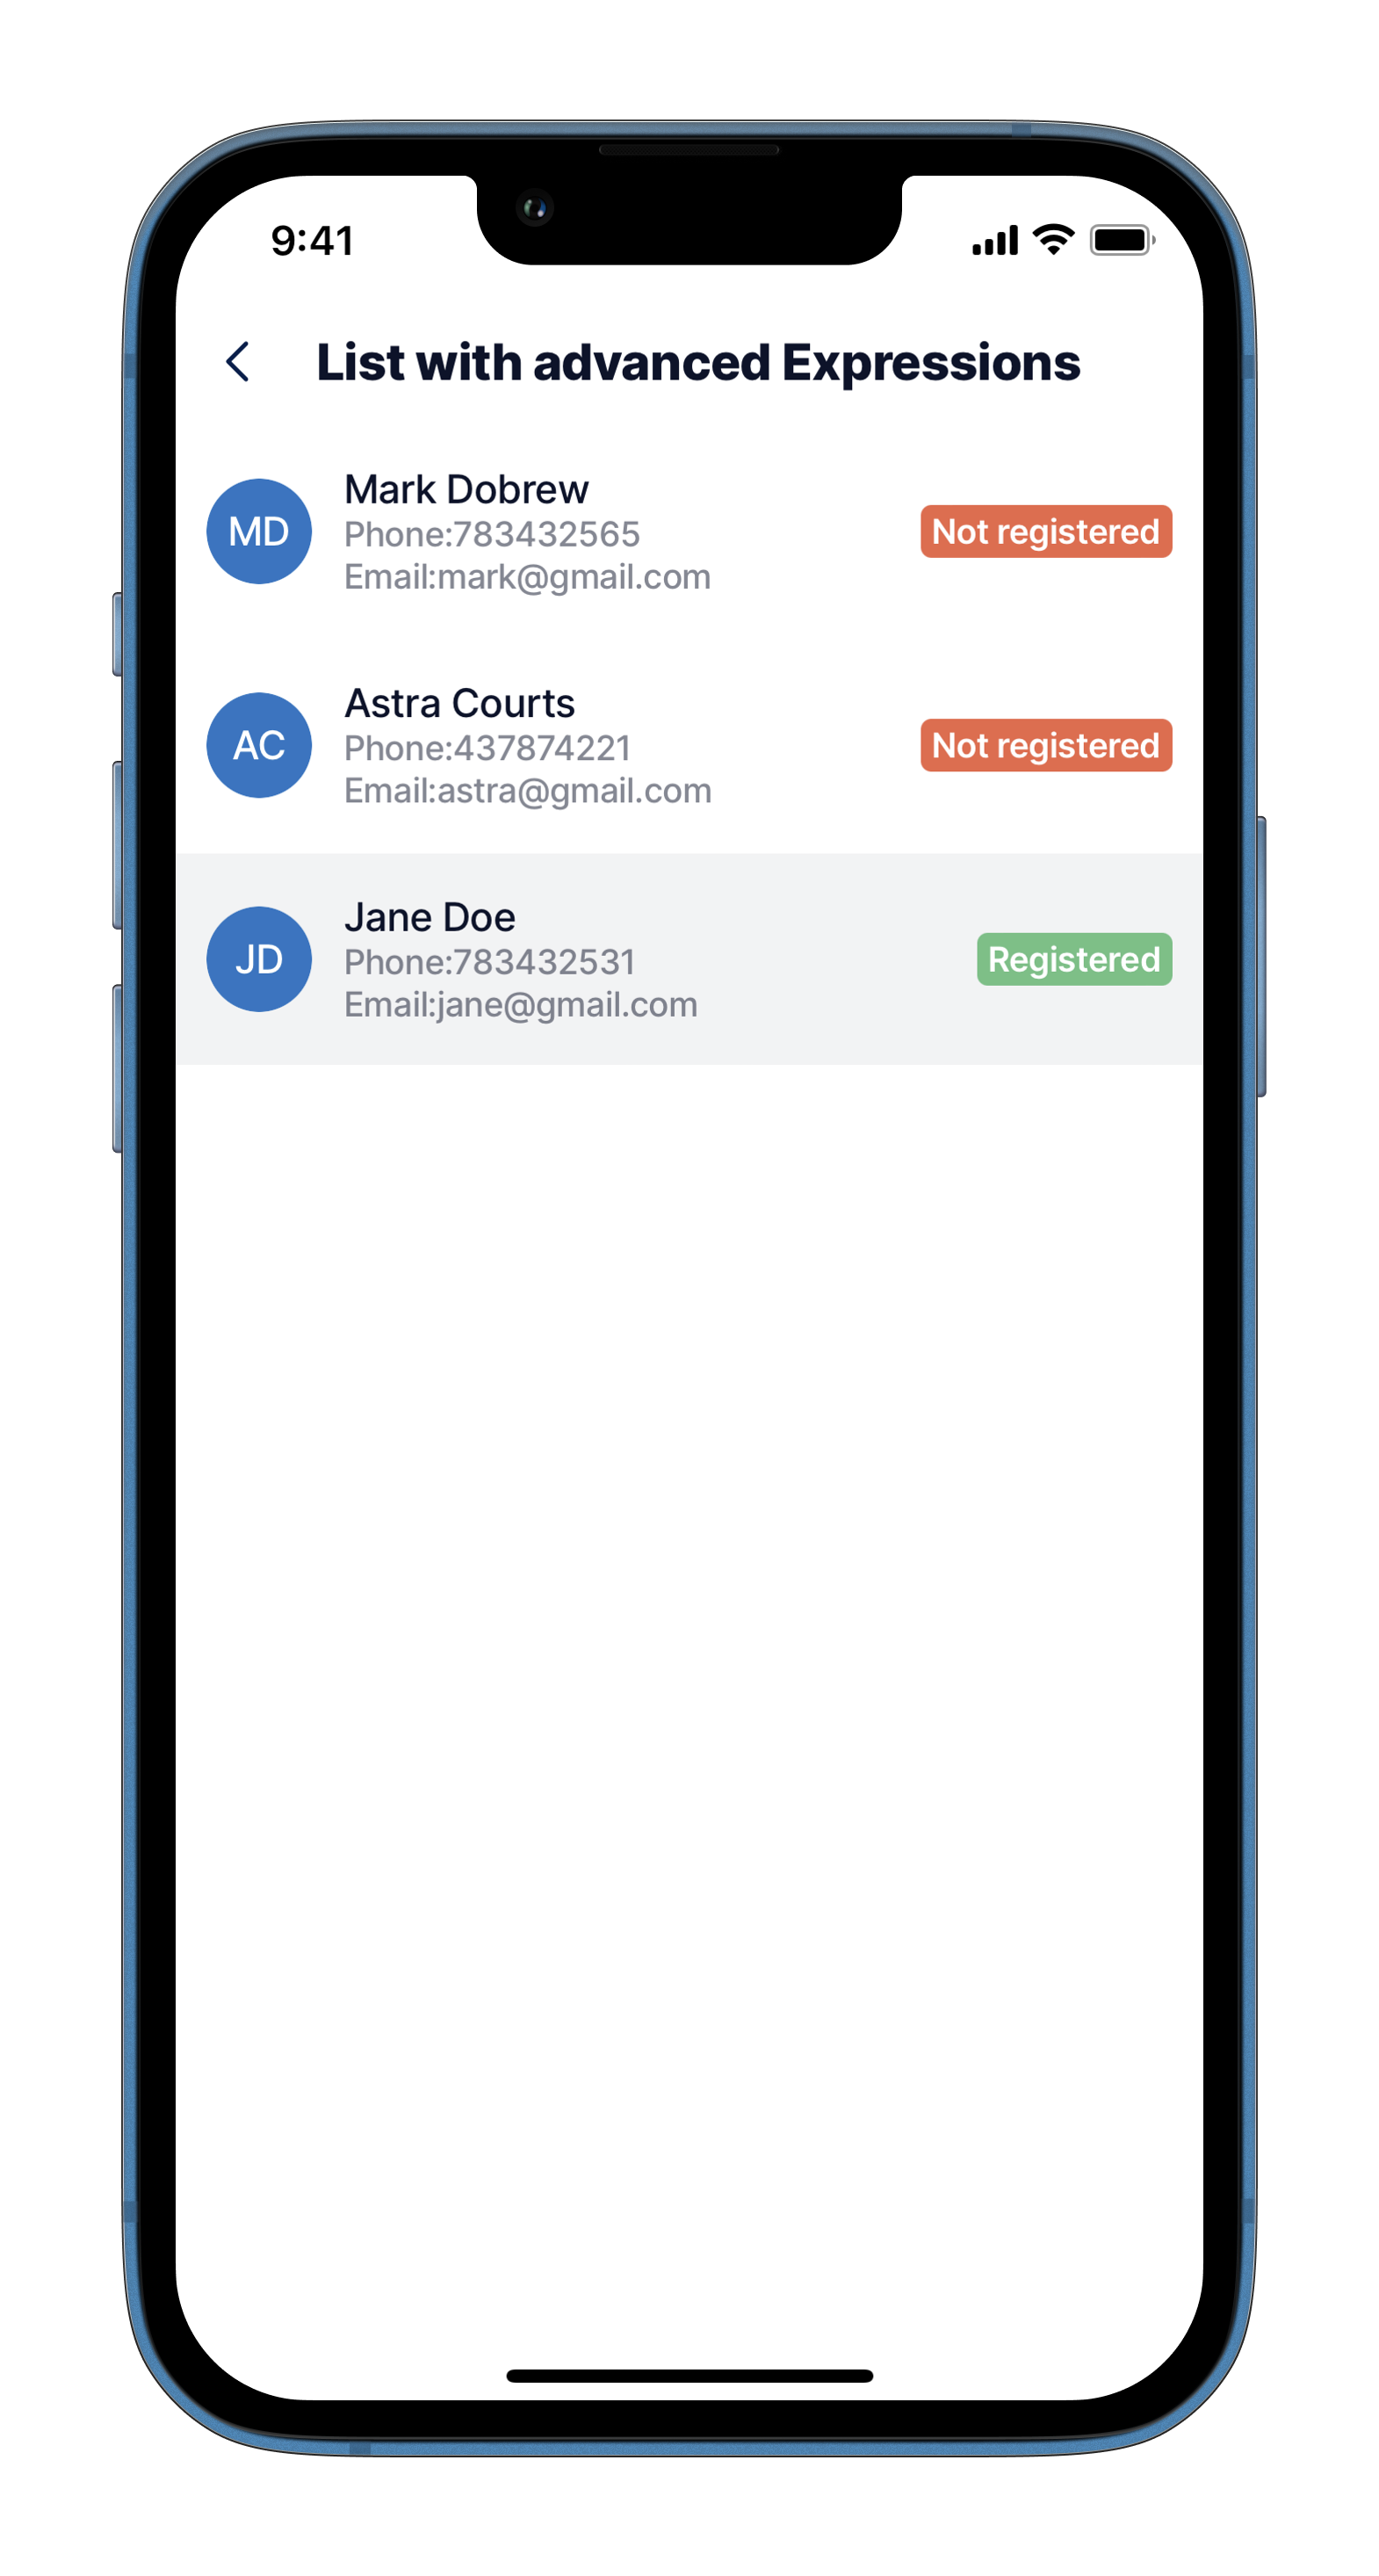 9:41
List with advanced Expressions
MD
Mark Dobrew
Phone:783432565
Email:mark@gmail.com
Not registered
AC
Astra Courts
Phone:437874221
Email:astra@gmail.com
Not registered
JD
Jane Doe
Phone:783432531
Email:jane@gmail.com
Registered